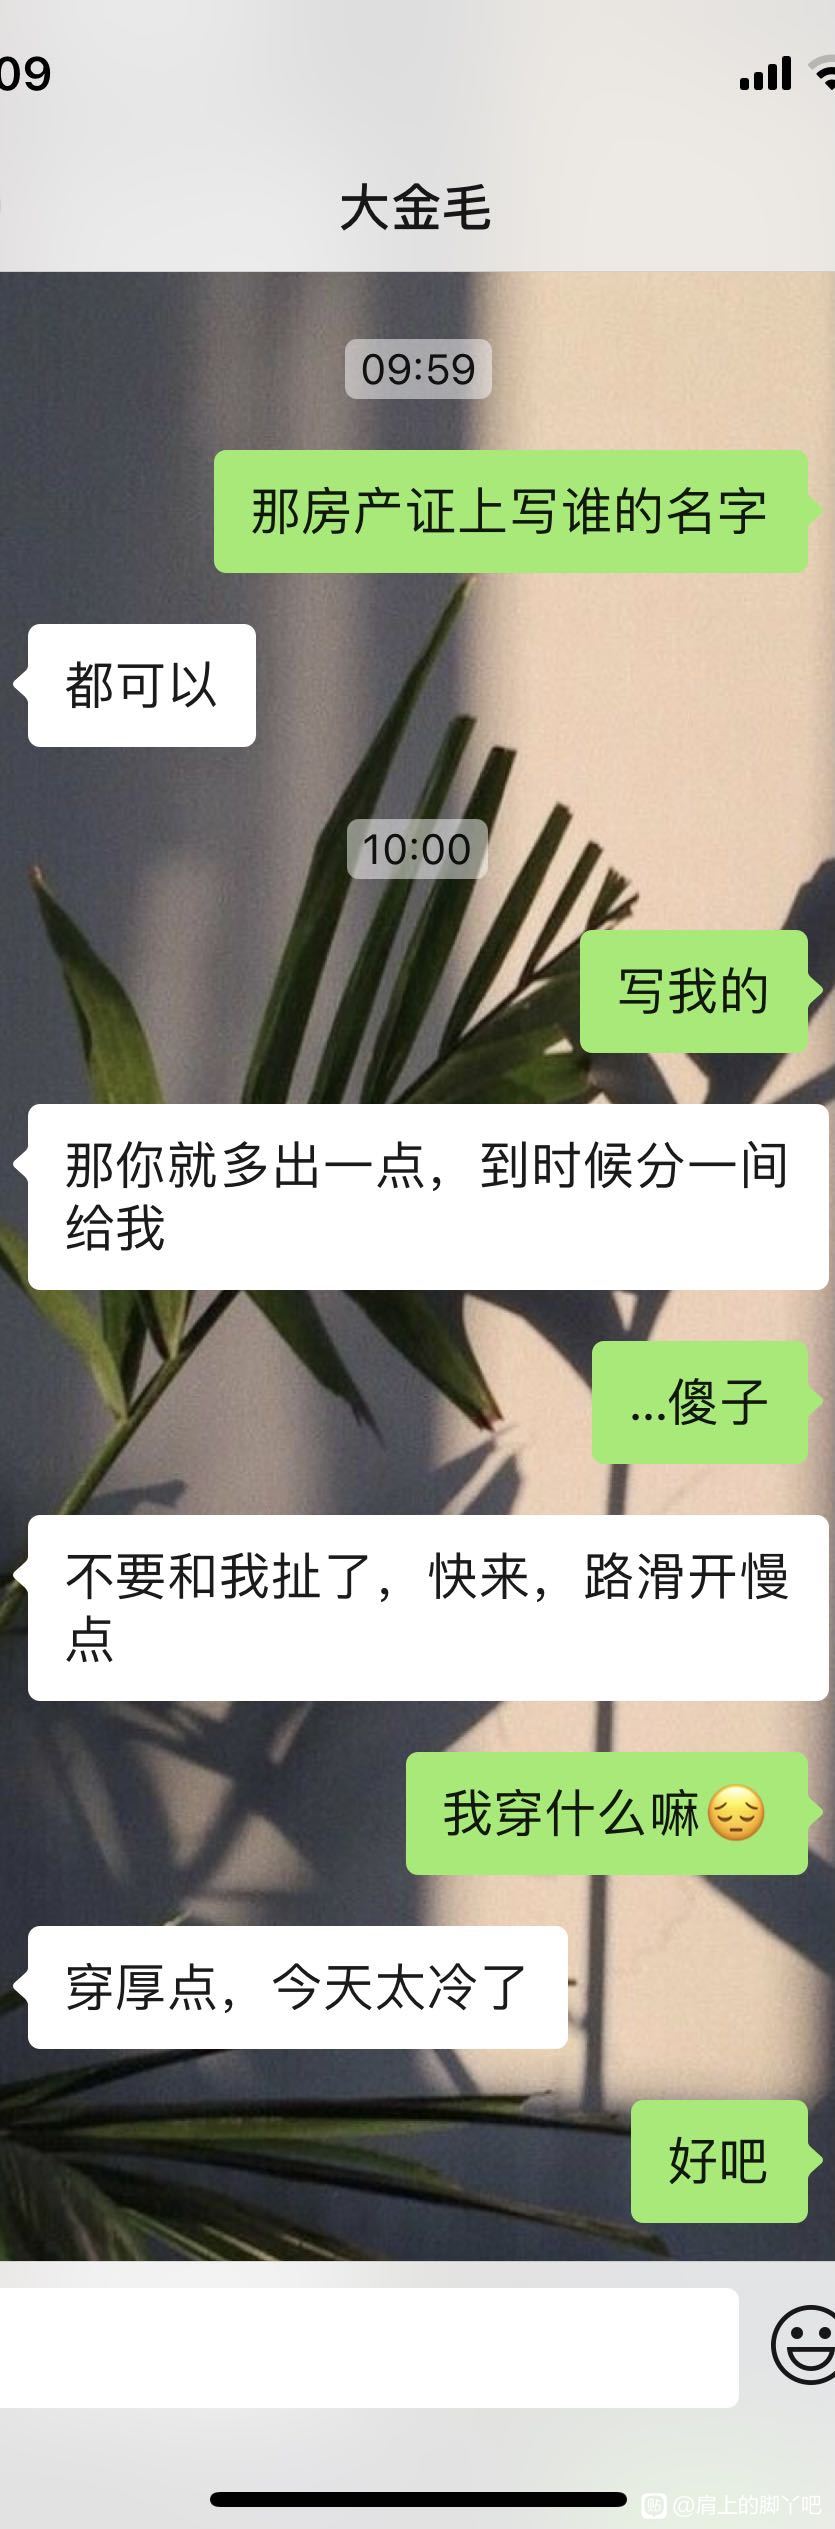 09
大金毛
09:59
那房产证上写谁的名字
都可以
10:00
写我的
那你就多出一点，到时候分一间
给我
...傻子
不要和我扯了，快来，路滑开慢
点
我穿什么嘛😔
穿厚点，今天太冷了
好吧
贴 @肩上的脚丫吧